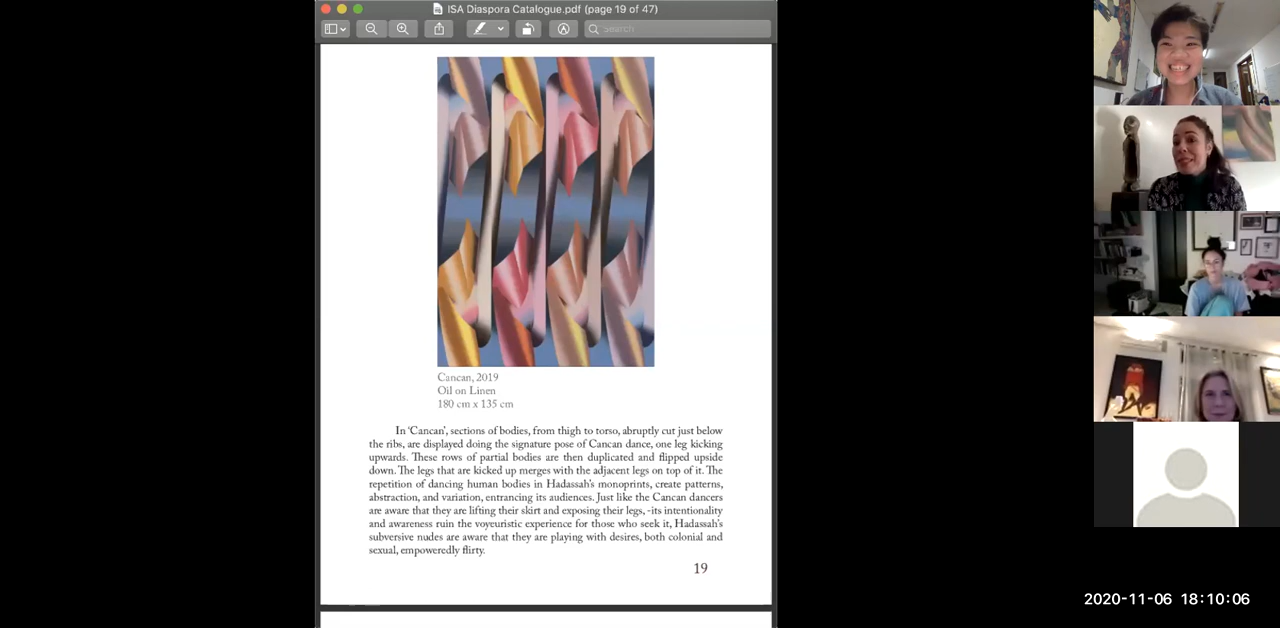 ISA Diaspora Catalogue.pdf (page 19 of 47)
Search
Cancan, 2019
Oil on Linen
180 cm x 135 cm
In ‘Cancan’, sections of bodies, from thigh to torso, abruptly cut just below
the ribs, are displayed doing the signature pose of Cancan dance, one leg kicking
upwards. These rows of partial bodies are then duplicated and flipped upside
down. The legs that are kicked up merges with the adjacent legs on top of it. The
repetition of dancing human bodies in Hadassah’s monoprints, create patterns,
abstraction, and variation, entrancing its audiences. Just like the Cancan dancers
are aware that they are lifting their skirt and exposing their legs, -its intentionality
and awareness ruin the voyeuristic experience for those who seek it, Hadassah’s
subversive nudes are aware that they are playing with desires, both colonial and
sexual, empoweredly flirty.
19
2020-11-06 18:10:06